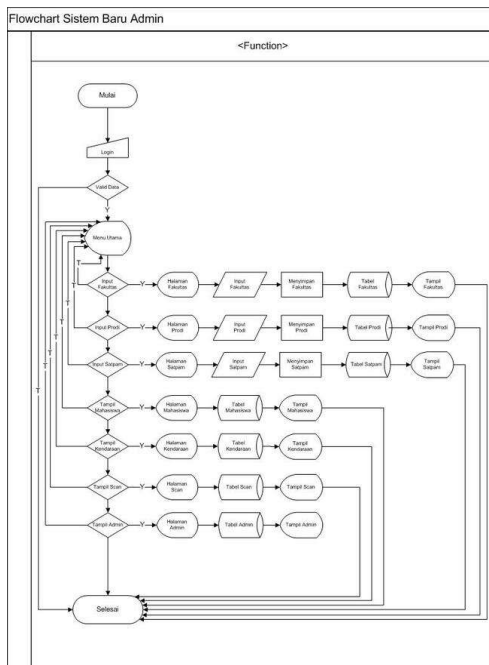 Flowchart Sistem Baru Admin
<Function>
Mulai
Login
Valid Data
Y
Menu Utama
T
Input
Fakultas
Y
Halaman
Fakultas
Input
Fakultas
Menyimpan
Fakultas
Tabel
Fakultas
Tampil
Fakultas
T
Input Prodi
Y
Halaman
Prodi
Input
Prodi
Menyimpan
Prodi
Tabel Prodi
Tampil Prodi
T
Input Satpam
Y
Halaman
Satpam
Input
Satpam
Menyimpan
Satpam
Tabel Satpam
Tampil
Satpam
T
T
Tampil
Mahasiswa
Y
Halaman
Mahasiswa
Tabel
Mahasiswa
Tampil
Mahasiswa
T
Tampil
Kendaraan
Y
Halaman
Kendaraan
Tabel
Kendaraan
Tampil
Kendaraan
T
Tampil Scan
Y
Halaman
Scan
Tabel Scan
Tampil Scan
T
Tampil Admin
Y
Halaman
Admin
Tabel Admin
Tampil Admin
T
Selesai